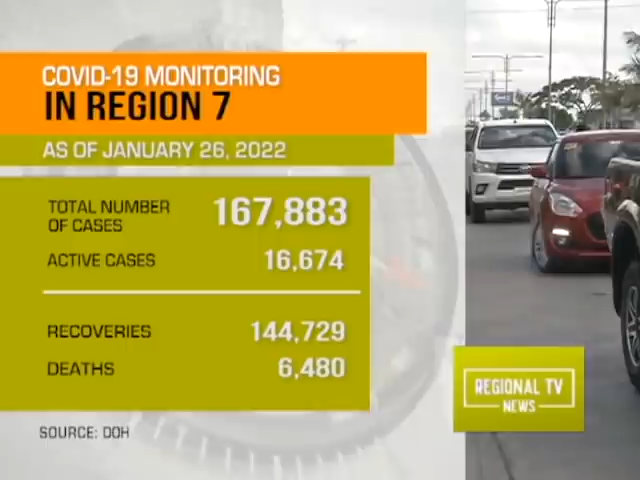 COVID-19 MONITORING
IN REGION 7
AS OF JANUARY 26, 2022
TOTAL NUMBER
OF CASES
167,883
ACTIVE CASES 16,674
RECOVERIES 144,729
DEATHS 6,480
SOURCE: DOH
REGIONAL TV
NEWS